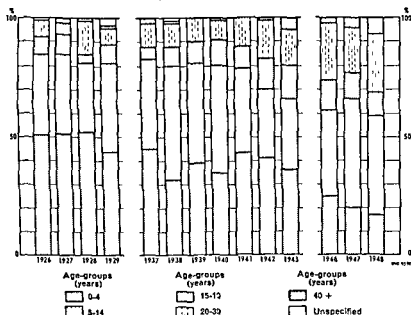 % %
100 100
50 50
0 0
1926 1927 1928 1929 1937 1938 1939 1940 1941 1942 1943 1946 1947 1948
Age-groups Age-groups Age-groups
(years) (years) (years)
0-4 15-19 40 +
5-14 20-39 Unspecified